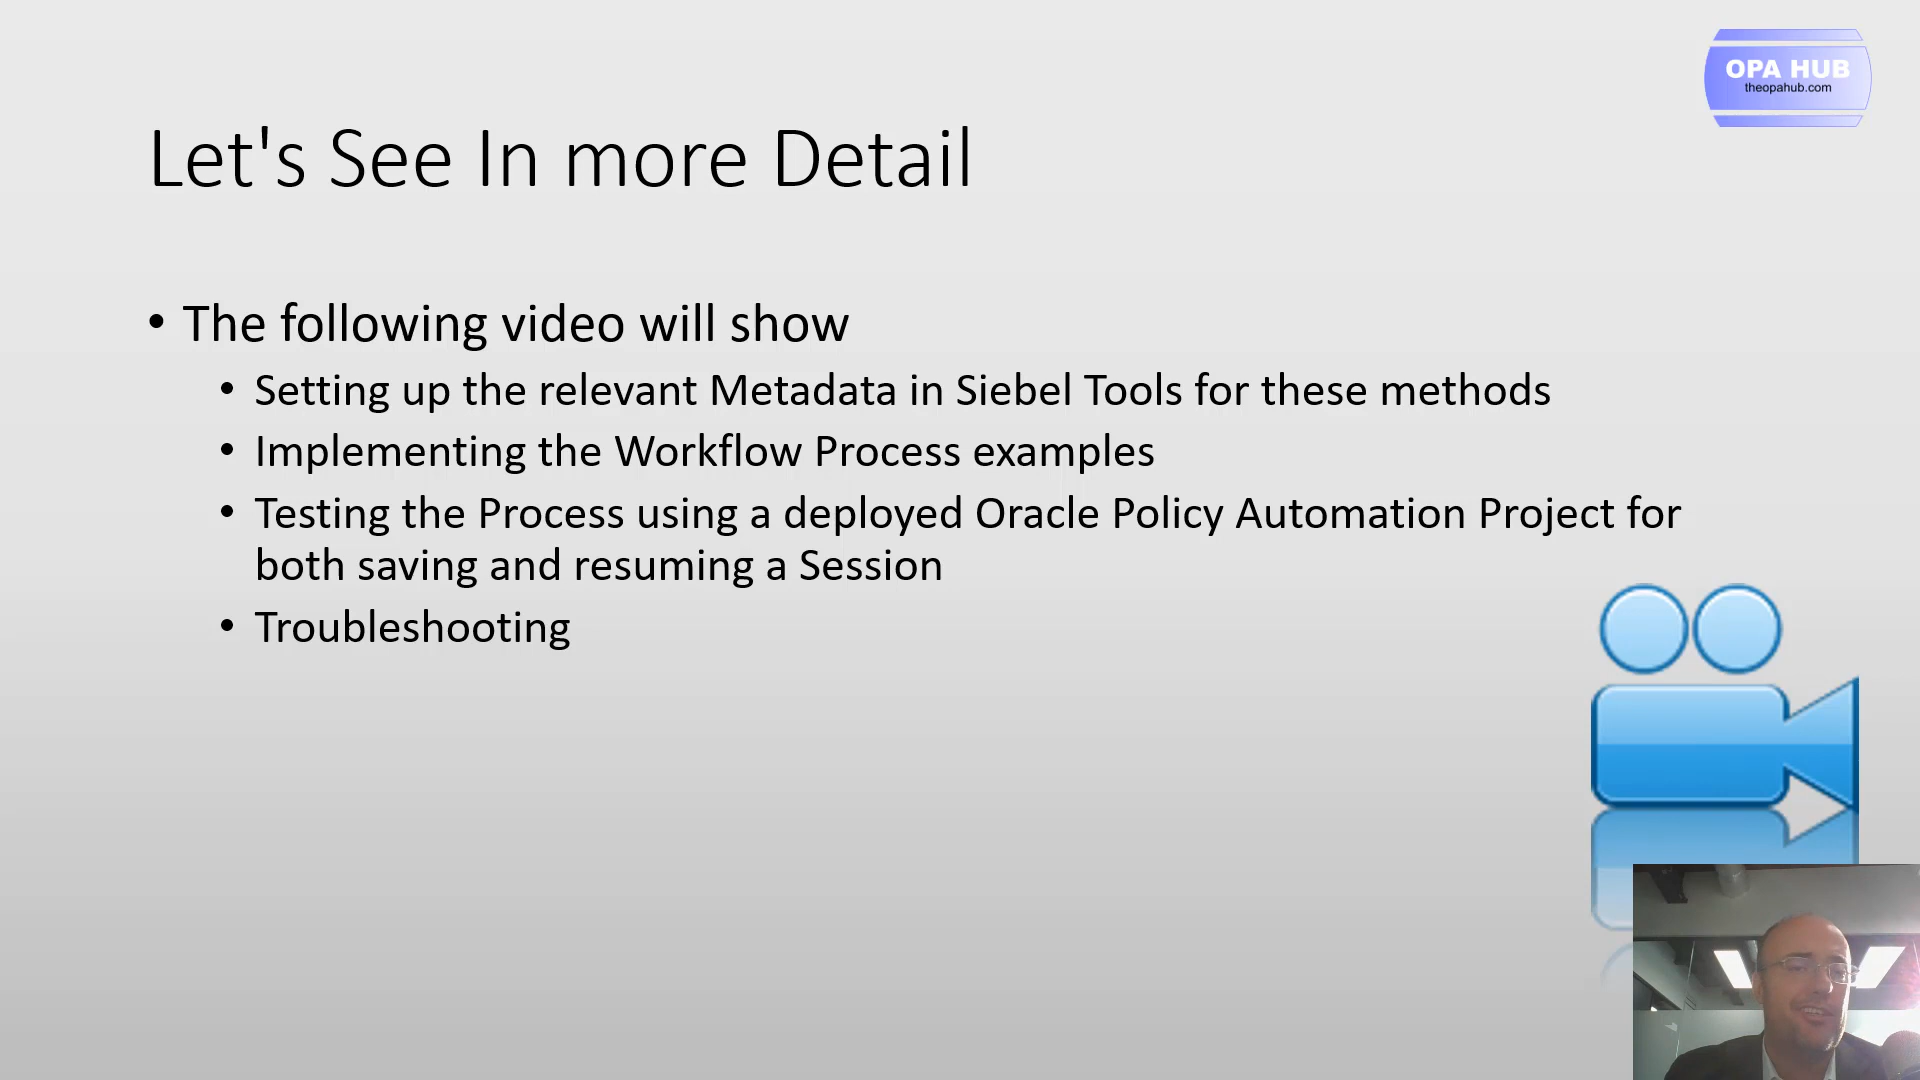 OPA HUB
theopahub.com
Let's See In more Detail
• The following video will show
• Setting up the relevant Metadata in Siebel Tools for these methods
• Implementing the Workflow Process examples
• Testing the Process using a deployed Oracle Policy Automation Project for
both saving and resuming a Session
• Troubleshooting